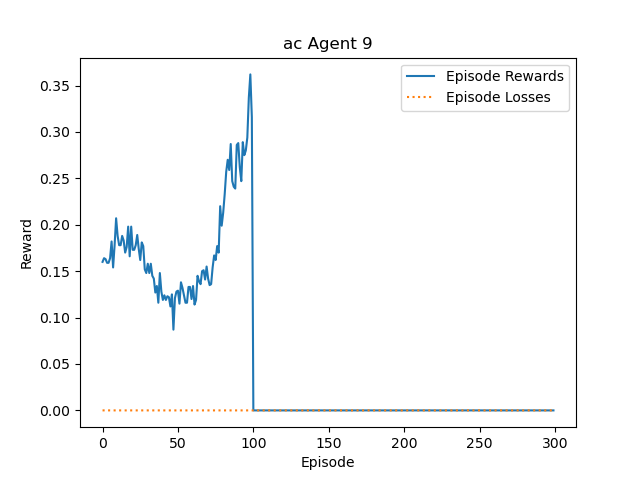 ac Agent 9
Episode Rewards
Episode Losses
Reward
0.35
0.30
0.25
0.20
0.15
0.10
0.05
0.00
0 50 100 150 200 250 300
Episode